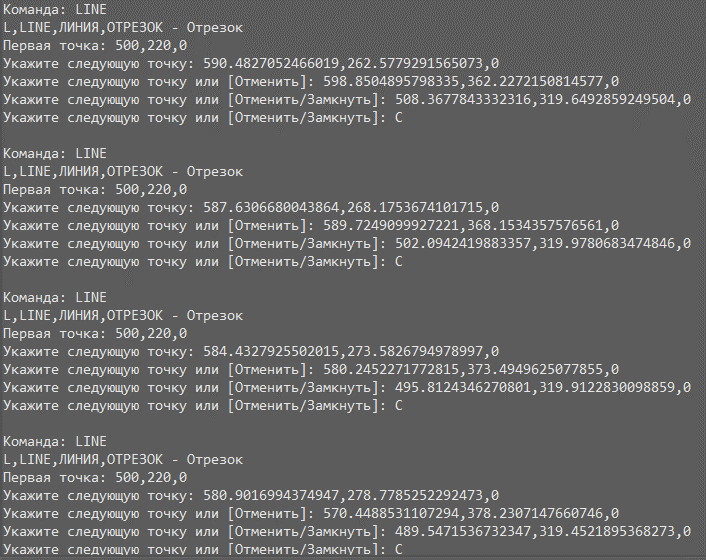 Команда: LINE
L,LINE,ЛИНИЯ,ОТРЕЗОК - Отрезок
Первая точка: 500,220,0
Укажите следующую точку: 590.4827052466019,262.5779291565073,0
Укажите следующую точку или [Отменить]: 598.8504895798335,362.2272150814577,0
Укажите следующую точку или [Отменить/Замкнуть]: 508.3677843332316,319.6492859249504,0
Укажите следующую точку или [Отменить/Замкнуть]: C
Команда: LINE
L,LINE,ЛИНИЯ,ОТРЕЗОК - Отрезок
Первая точка: 500,220,0
Укажите следующую точку: 587.6306680043864,268.1753674101715,0
Укажите следующую точку или [Отменить]: 589.7249099927221,368.1534357576561,0
Укажите следующую точку или [Отменить/Замкнуть]: 502.0942419883357,319.9780683474846,0
Укажите следующую точку или [Отменить/Замкнуть]: C
Команда: LINE
L,LINE,ЛИНИЯ,ОТРЕЗОК - Отрезок
Первая точка: 500,220,0
Укажите следующую точку: 584.4327925502015,273.5826794978997,0
Укажите следующую точку или [Отменить]: 580.2452271772815,373.4949625077855,0
Укажите следующую точку или [Отменить/Замкнуть]: 495.8124346270801,319.9122830098859,0
Укажите следующую точку или [Отменить/Замкнуть]: C
Команда: LINE
L,LINE,ЛИНИЯ,ОТРЕЗОК - Отрезок
Первая точка: 500,220,0
Укажите следующую точку: 580.9016994374947,278.7785252292473,0
Укажите следующую точку или [Отменить]: 570.4488531107294,378.2307147660746,0
Укажите следующую точку или [Отменить/Замкнуть]: 489.5471536732347,319.4521895368273,0
Укажите следующую точку или [Отменить/Замкнуть]: C